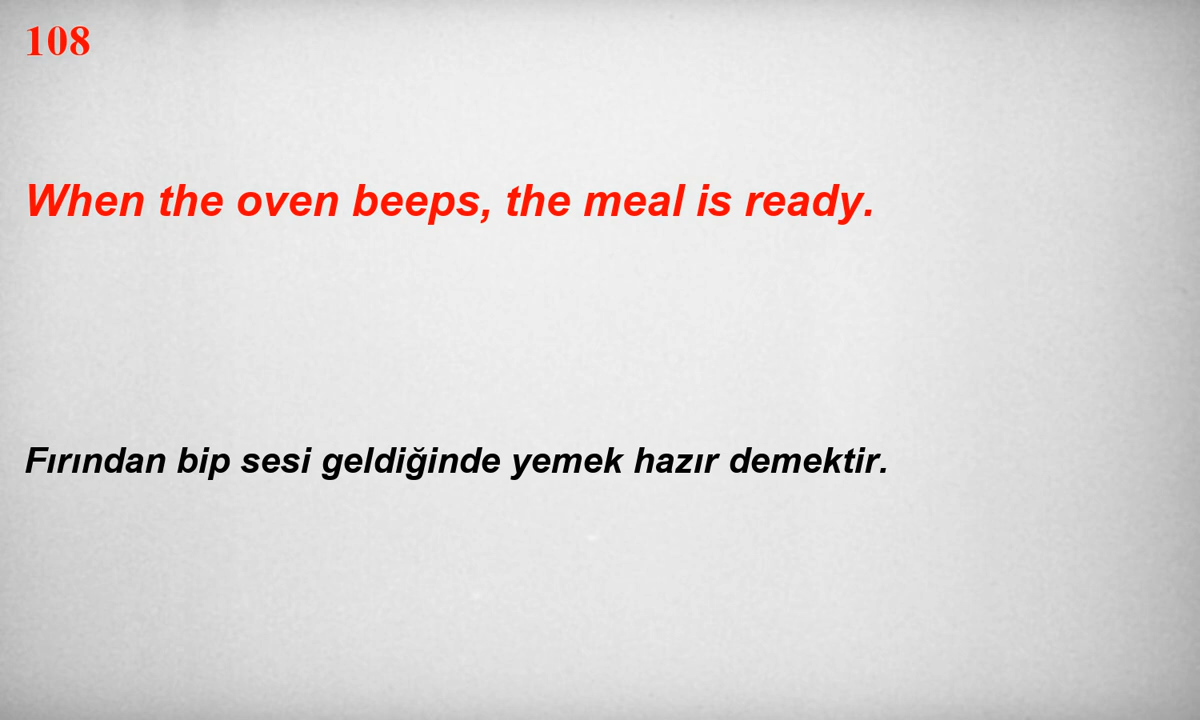 108
When the oven beeps, the meal is ready.
Fırından bip sesi geldiğinde yemek hazır demektir.